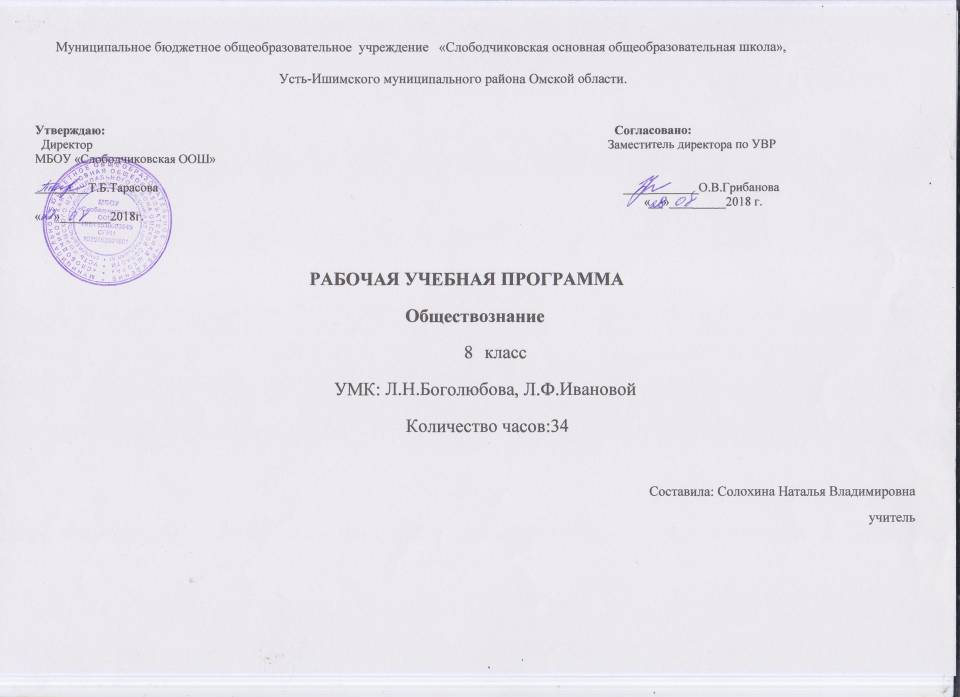 Муниципальное бюджетное общеобразовательное учреждение «Слободчиковская основная общеобразовательная школа»,
Усть-Ишимского муниципального района Омской области.
Утверждаю:
Директор
МБОУ «Слободчиковская ООШ»
Т.Б.Тарасова
« » 08 2018г.
Согласовано:
Заместитель директора по УВР
О.В.Грибанова
« » 08 2018 г.
РАБОЧАЯ УЧЕБНАЯ ПРОГРАММА
Обществознание
8 класс
УМК: Л.Н.Боголюбова, Л.Ф.Ивановой
Количество часов:34
Составила: Солохина Наталья Владимировна
учитель